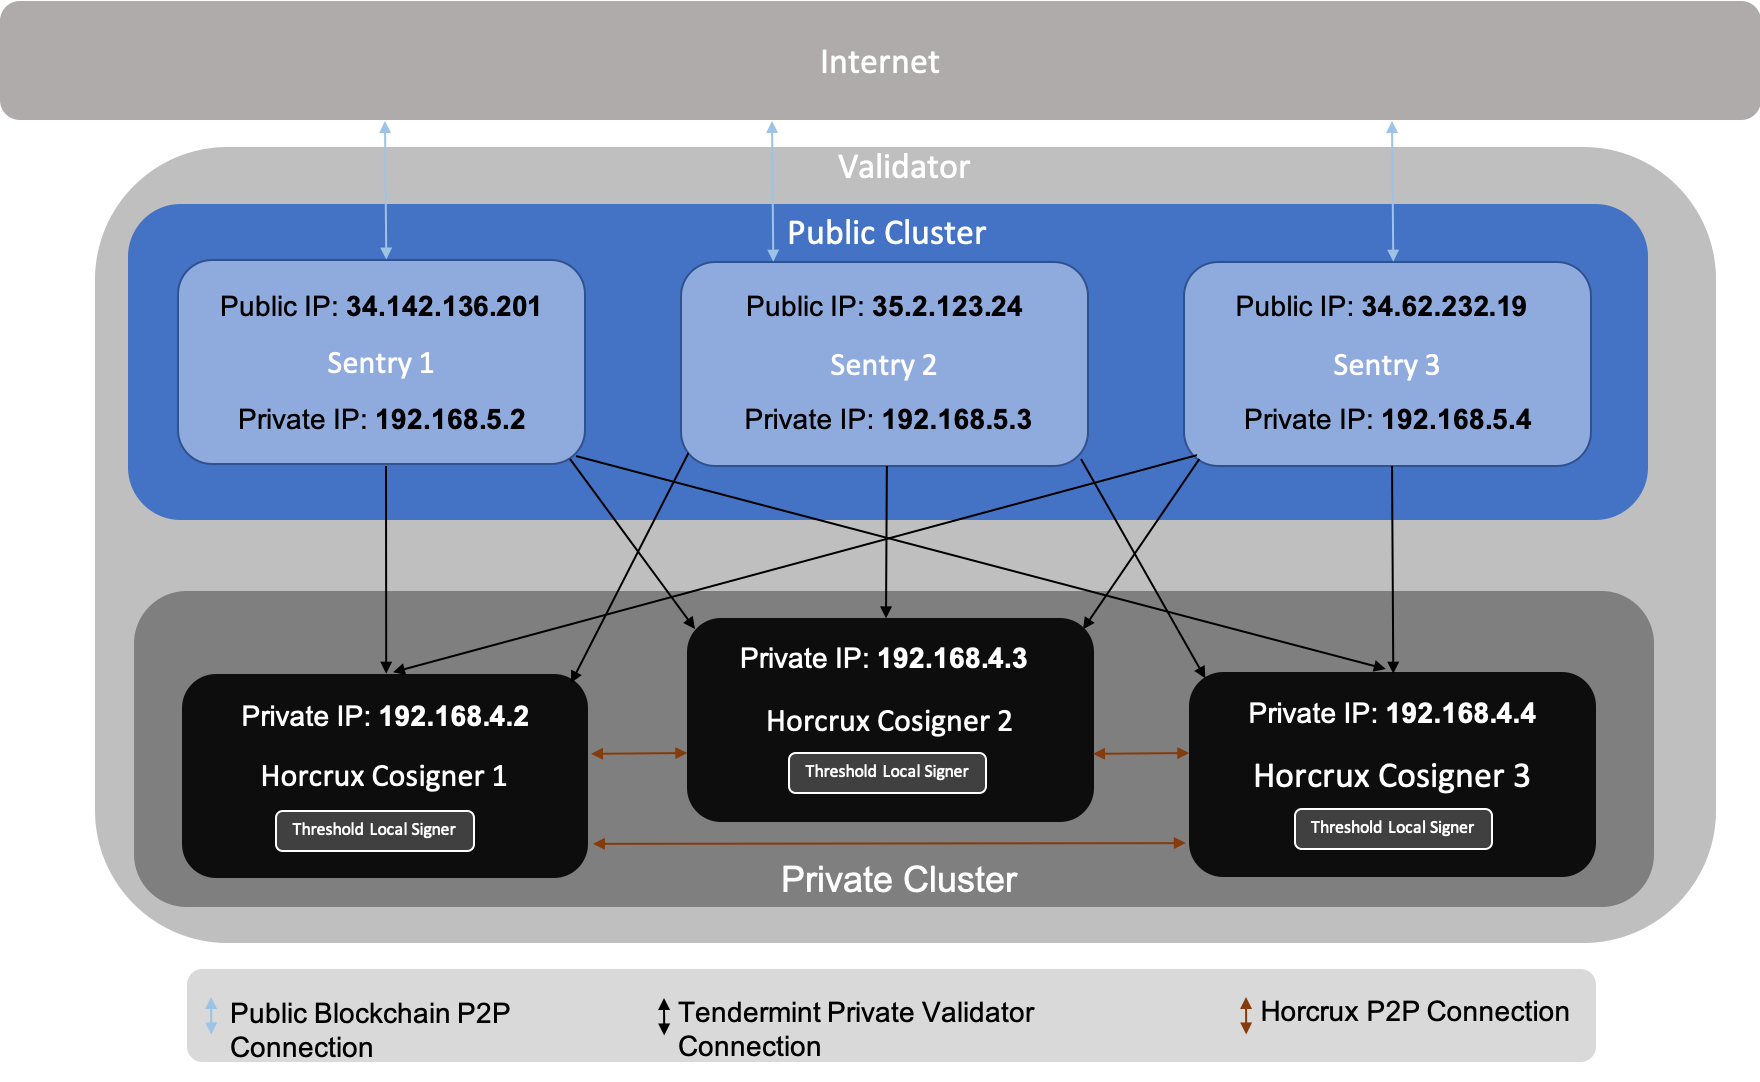 Internet
Validator
Public Cluster
Public IP: 34.142.136.201
Sentry 1
Private IP: 192.168.5.2
Public IP: 35.2.123.24
Sentry 2
Private IP: 192.168.5.3
Public IP: 34.62.232.19
Sentry 3
Private IP: 192.168.5.4
Private IP: 192.168.4.2
Horcrux Cosigner 1
Threshold Local Signer
Private IP: 192.168.4.3
Horcrux Cosigner 2
Threshold Local Signer
Private IP: 192.168.4.4
Horcrux Cosigner 3
Threshold Local Signer
Private Cluster
Public Blockchain P2P
Connection
Tendermint Private Validator
Connection
Horcrux P2P Connection